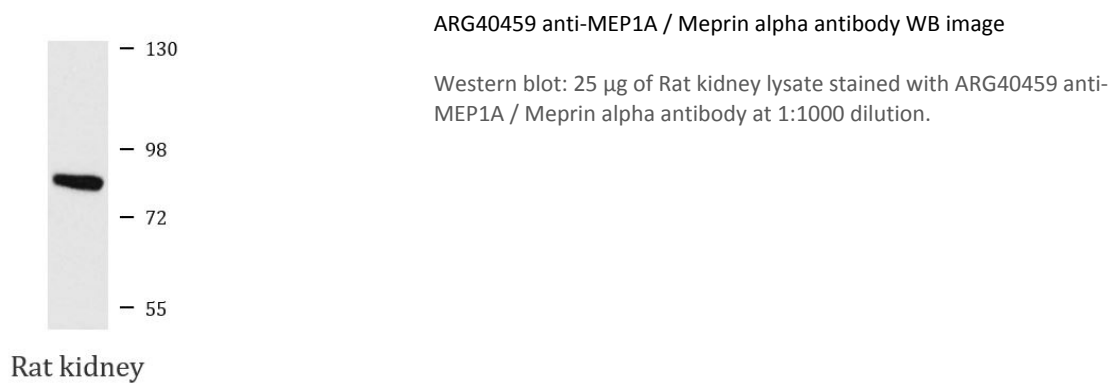 ARG40459 anti-MEP1A / Meprin alpha antibody WB image
Western blot: 25 µg of Rat kidney lysate stained with ARG40459 anti-
MEP1A / Meprin alpha antibody at 1:1000 dilution.
130
98
72
55
Rat kidney